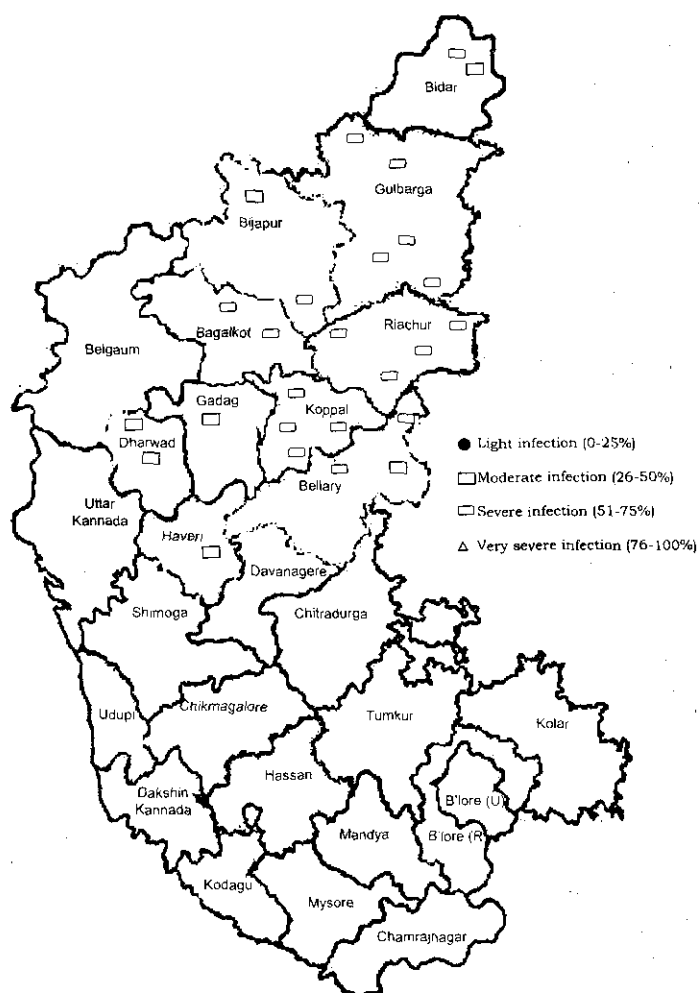 Bidar
Gulbarga
Bijapur
Riachur
Bagalkot
Belgaum
Gadag
Koppal
Dharwad
Light infection (0-25%)
Bellary
Moderate infection (26-50%)
Uttar
Kannada
Severe infection (51-75%)
Haveri
Very severe infection (76-100%)
Davanagere
Shimoga
Chitradurga
Udupi
Chikmagalore
Tumkur
Kolar
Hassan
Dakshin
Kannada
B'lore (U)
Mandya
B'lore (R
Kodagu
Mysore
Chamrajnagar